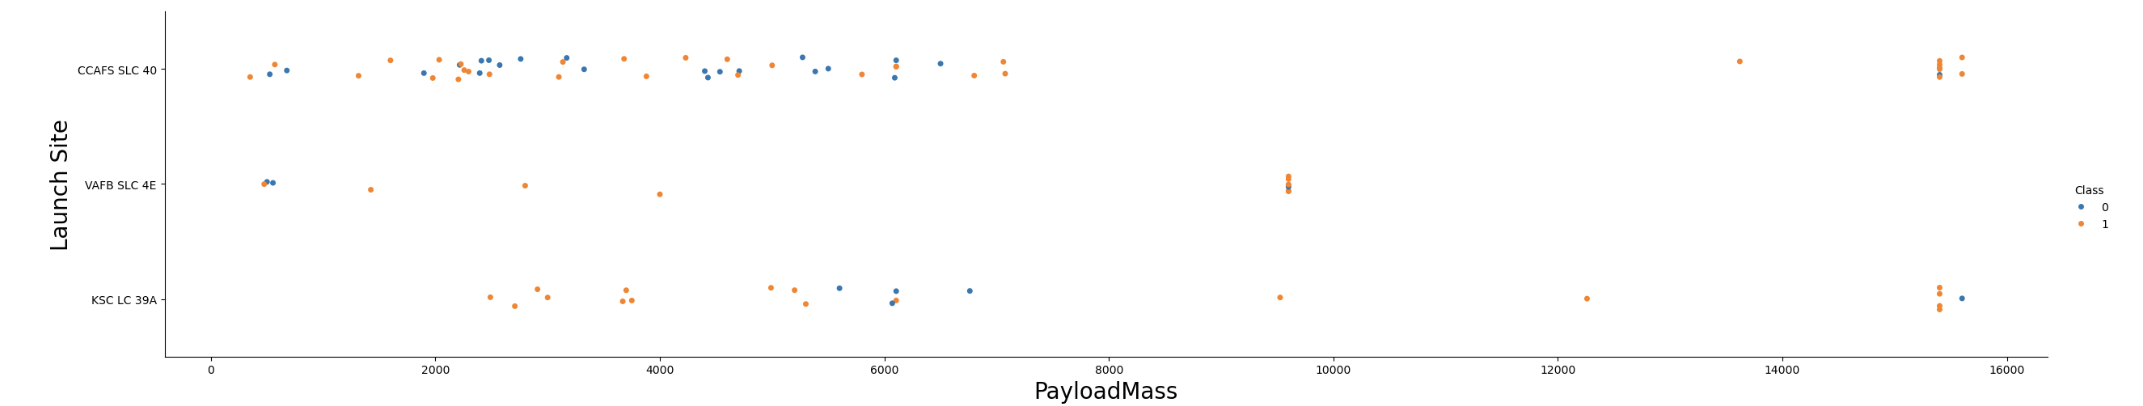 CCAFS SLC 40
VAFB SLC 4E
KSC LC 39A
Launch Site
0 2000 4000 6000 8000 10000 12000 14000 16000
PayloadMass
Class
0
1